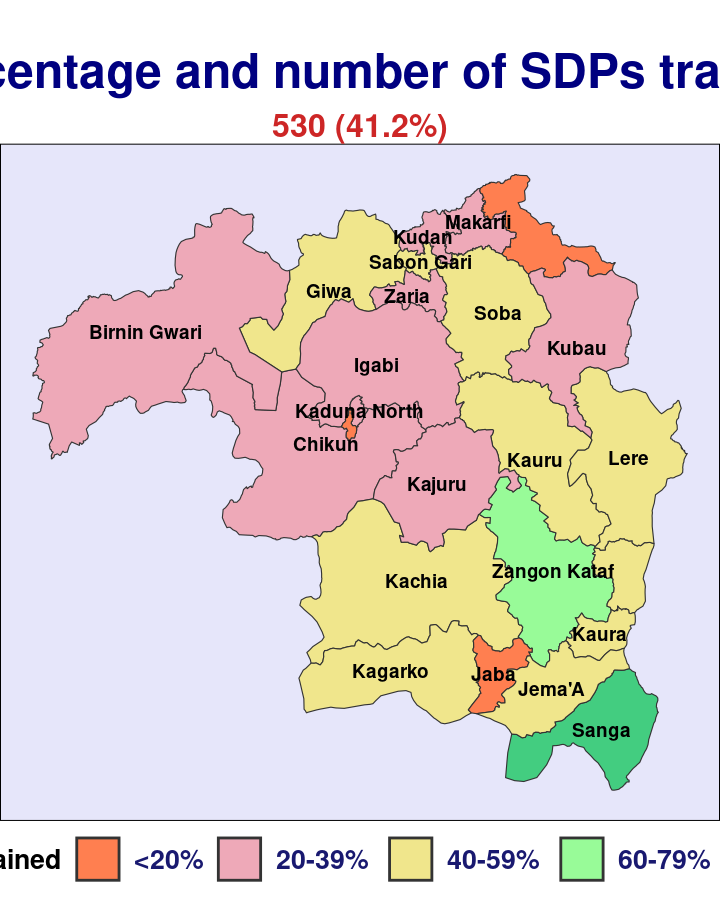 centage and number of SDPs tra
530 (41.2%)
Makarfi
Kudan
Sabon Gari
Giwa
Zaria
Soba
Birnin Gwari
Kubau
Igabi
Kaduna North
Chikun
Kauru
Lere
Kajuru
Zangon Kataf
Kachia
Kaura
Kagarko
Jaba
Jema'A
Sanga
ained <20% 20-39% 40-59% 60-79%